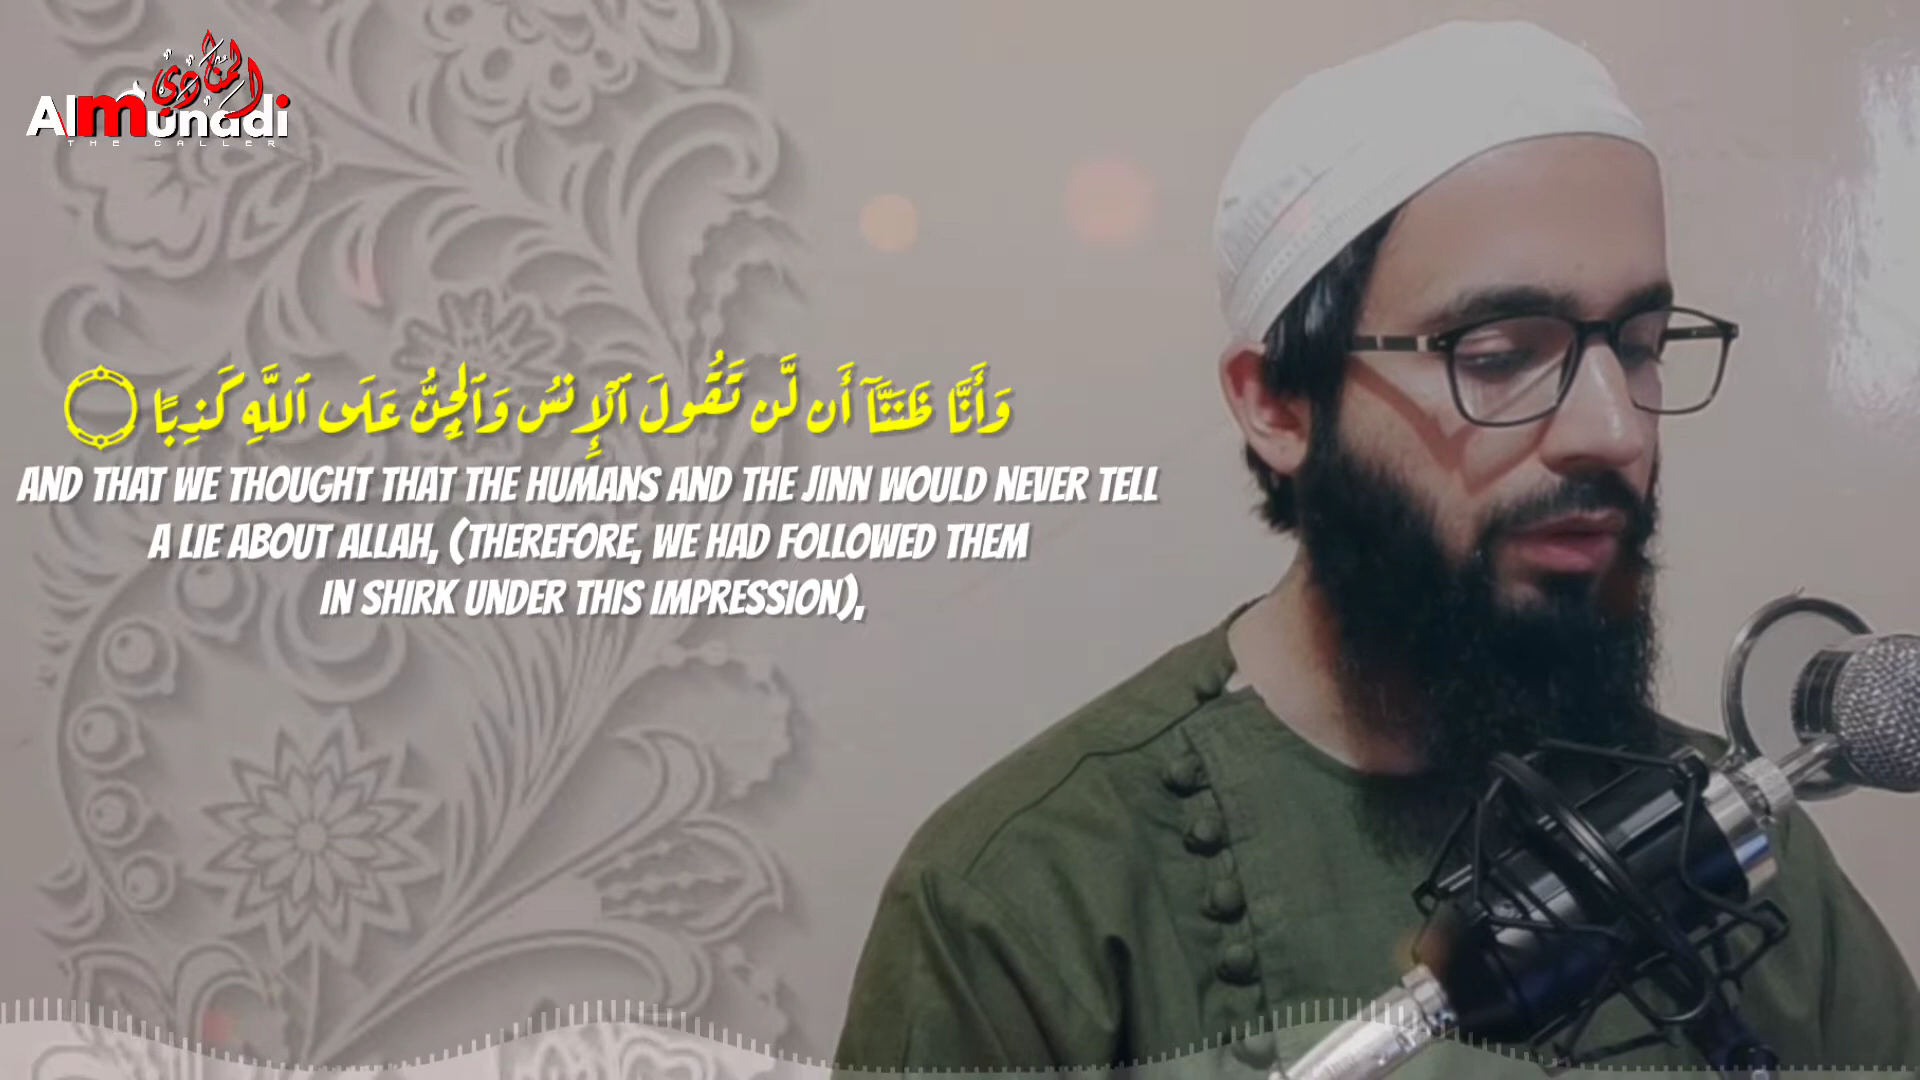 المنادي
Almunadi
THE CALLER
وَأَنَّا ظَنَنَّآ أَن لَّن تَقُولَ ٱلْإِنسُ وَٱلْجِنُّ عَلَى ٱللَّهِ كَذِبًا ۝
AND THAT WE THOUGHT THAT THE HUMANS AND THE JINN WOULD NEVER TELL
A LIE ABOUT ALLAH, (THEREFORE, WE HAD FOLLOWED THEM
IN SHIRK UNDER THIS IMPRESSION),